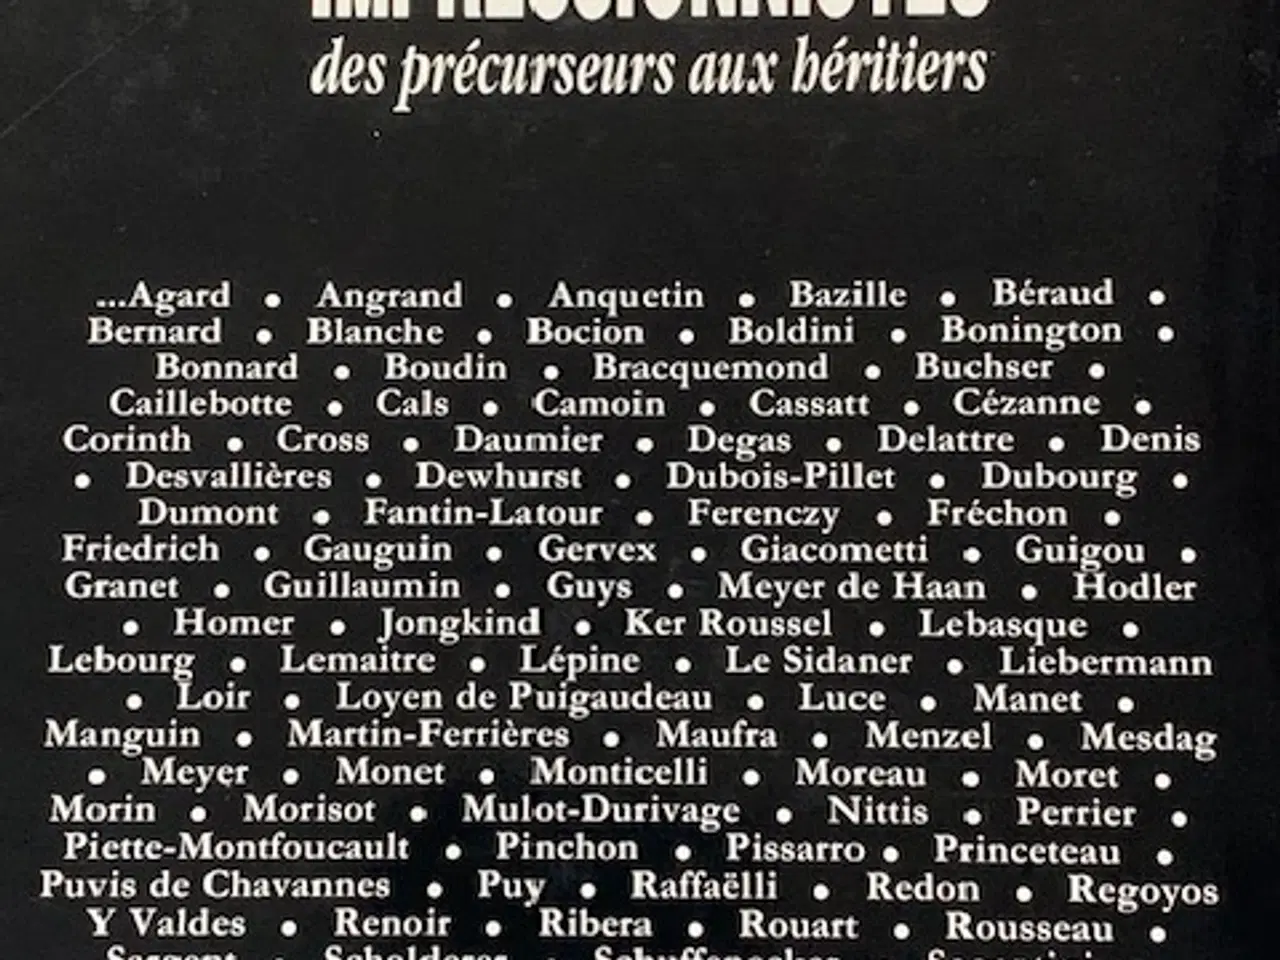 IMPRESSIONNISTES
des précurseurs aux héritiers
...Agard • Angrand • Anquetin • Bazille • Béraud •
Bernard • Blanche • Bocion • Boldini • Bonington •
Bonnard • Boudin • Bracquemond • Buchser •
Caillebotte • Cals • Camoin • Cassatt • Cézanne •
Corinth • Cross • Daumier • Degas • Delattre • Denis
• Desvallières • Dewhurst • Dubois-Pillet • Dubourg •
Dumont • Fantin-Latour • Ferenczy • Fréchon •
Friedrich • Gauguin • Gervex • Giacometti • Guigou •
Granet • Guillaumin • Guys • Meyer de Haan • Hodler
• Homer • Jongkind • Ker Roussel • Lebasque •
Lebourg • Lemaitre • Lépine • Le Sidaner • Liebermann
• Loir • Loyen de Puigaudeau • Luce • Manet •
Manguin • Martin-Ferrières • Maufra • Menzel • Mesdag
• Meyer • Monet • Monticelli • Moreau • Moret •
Morin • Morisot • Mulot-Durivage • Nittis • Perrier •
Piette-Montfoucault • Pinchon • Pissarro • Princeteau •
Puvis de Chavannes • Puy • Raffaëlli • Redon • Regoyos
Y Valdes • Renoir • Ribera • Rouart • Rousseau •
Sargent • Scholderer • Schuffenecker • Segantini